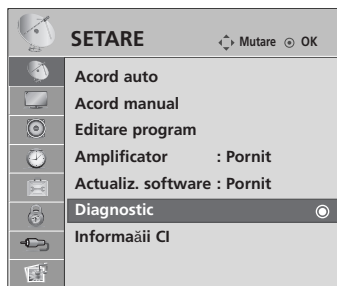 SETARE Mutare OK
Acord auto
Acord manual
Editare program
Amplificator : Pornit
Actualiz. software : Pornit
Diagnostic
Informaăii CI